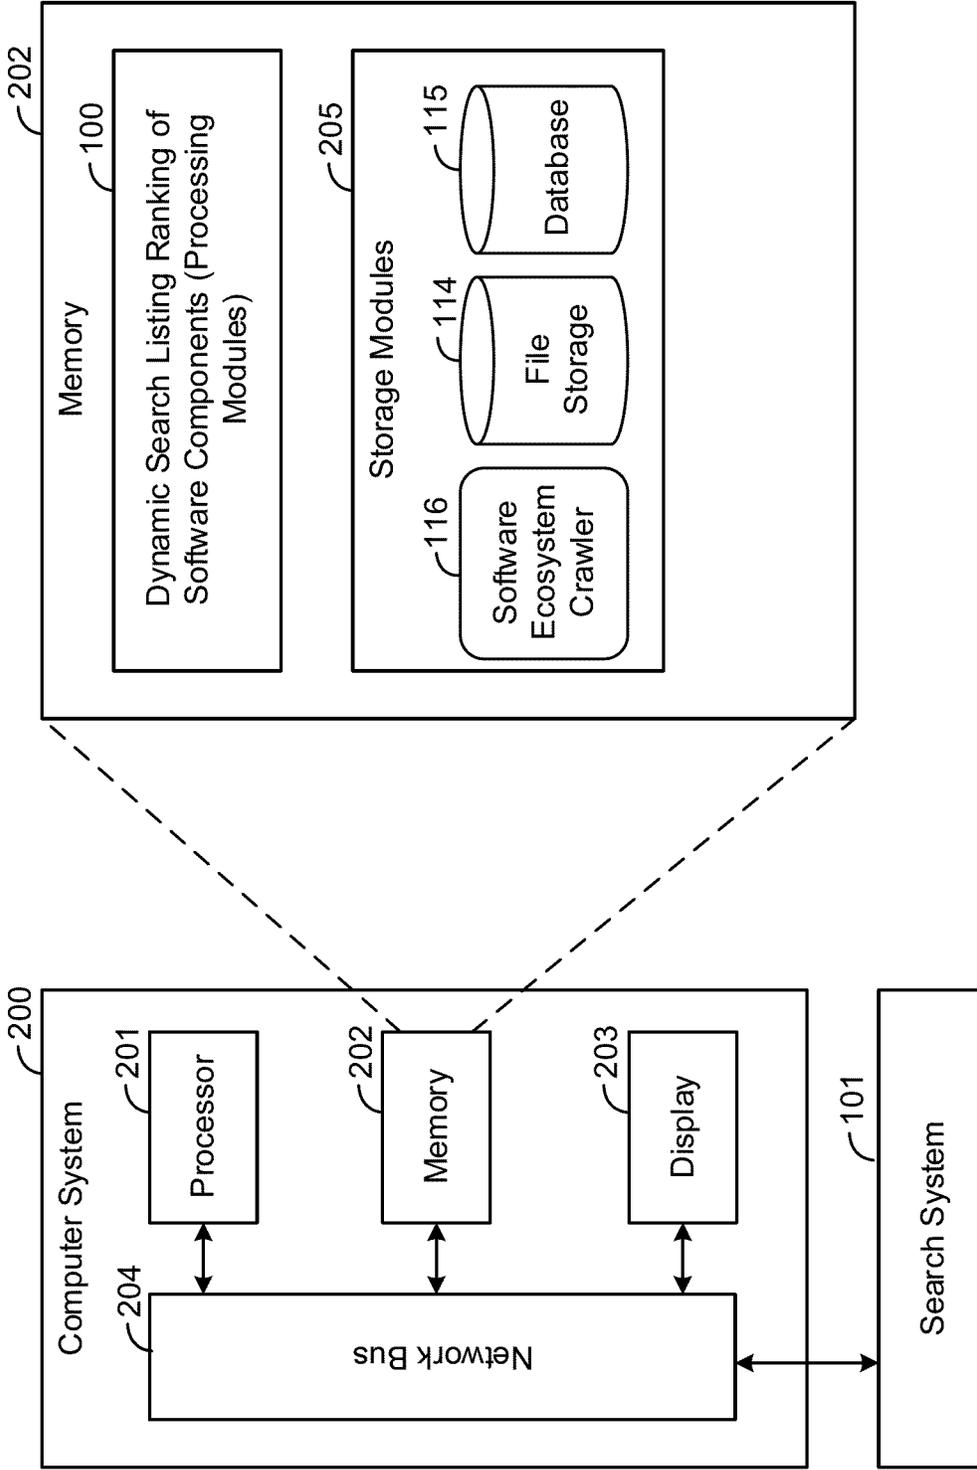 200
Computer System
204
Network Bus
201
Processor
202
Memory
203
Display
101
Search System
202
Memory
100
Dynamic Search Listing Ranking of
Software Components (Processing
Modules)
205
Storage Modules
116
Software
Ecosystem
Crawler
114
File
Storage
115
Database